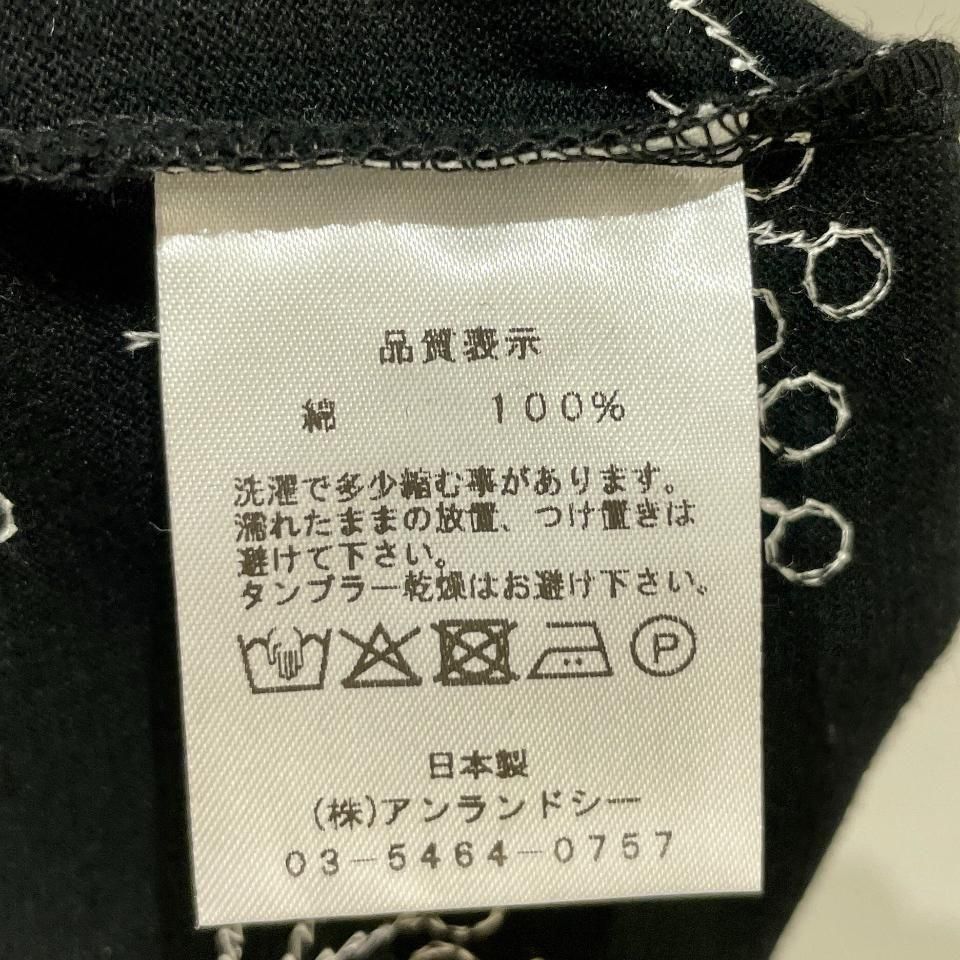 品質表示
綿 100%
洗濯で多少縮む事があります。
濡れたままの放置、つけ置きは
避けて下さい。
タンブラー乾燥はお避け下さい。
P
日本製
(株)アンランドシー
03-5464-0757